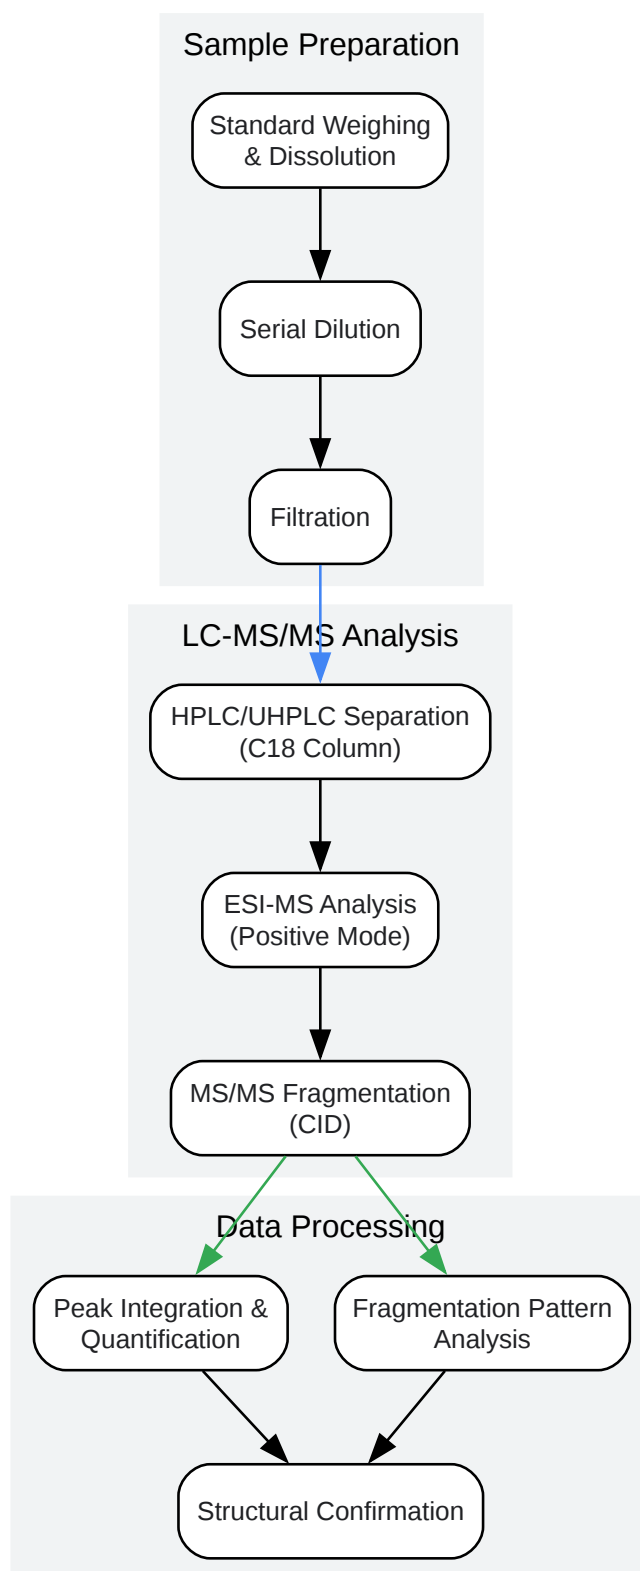 Sample Preparation
Standard Weighing
& Dissolution
Serial Dilution
Filtration
LC-MS/MS Analysis
HPLC/UHPLC Separation
(C18 Column)
ESI-MS Analysis
(Positive Mode)
MS/MS Fragmentation
(CID)
Data Processing
Peak Integration &
Quantification
Fragmentation Pattern
Analysis
Structural Confirmation